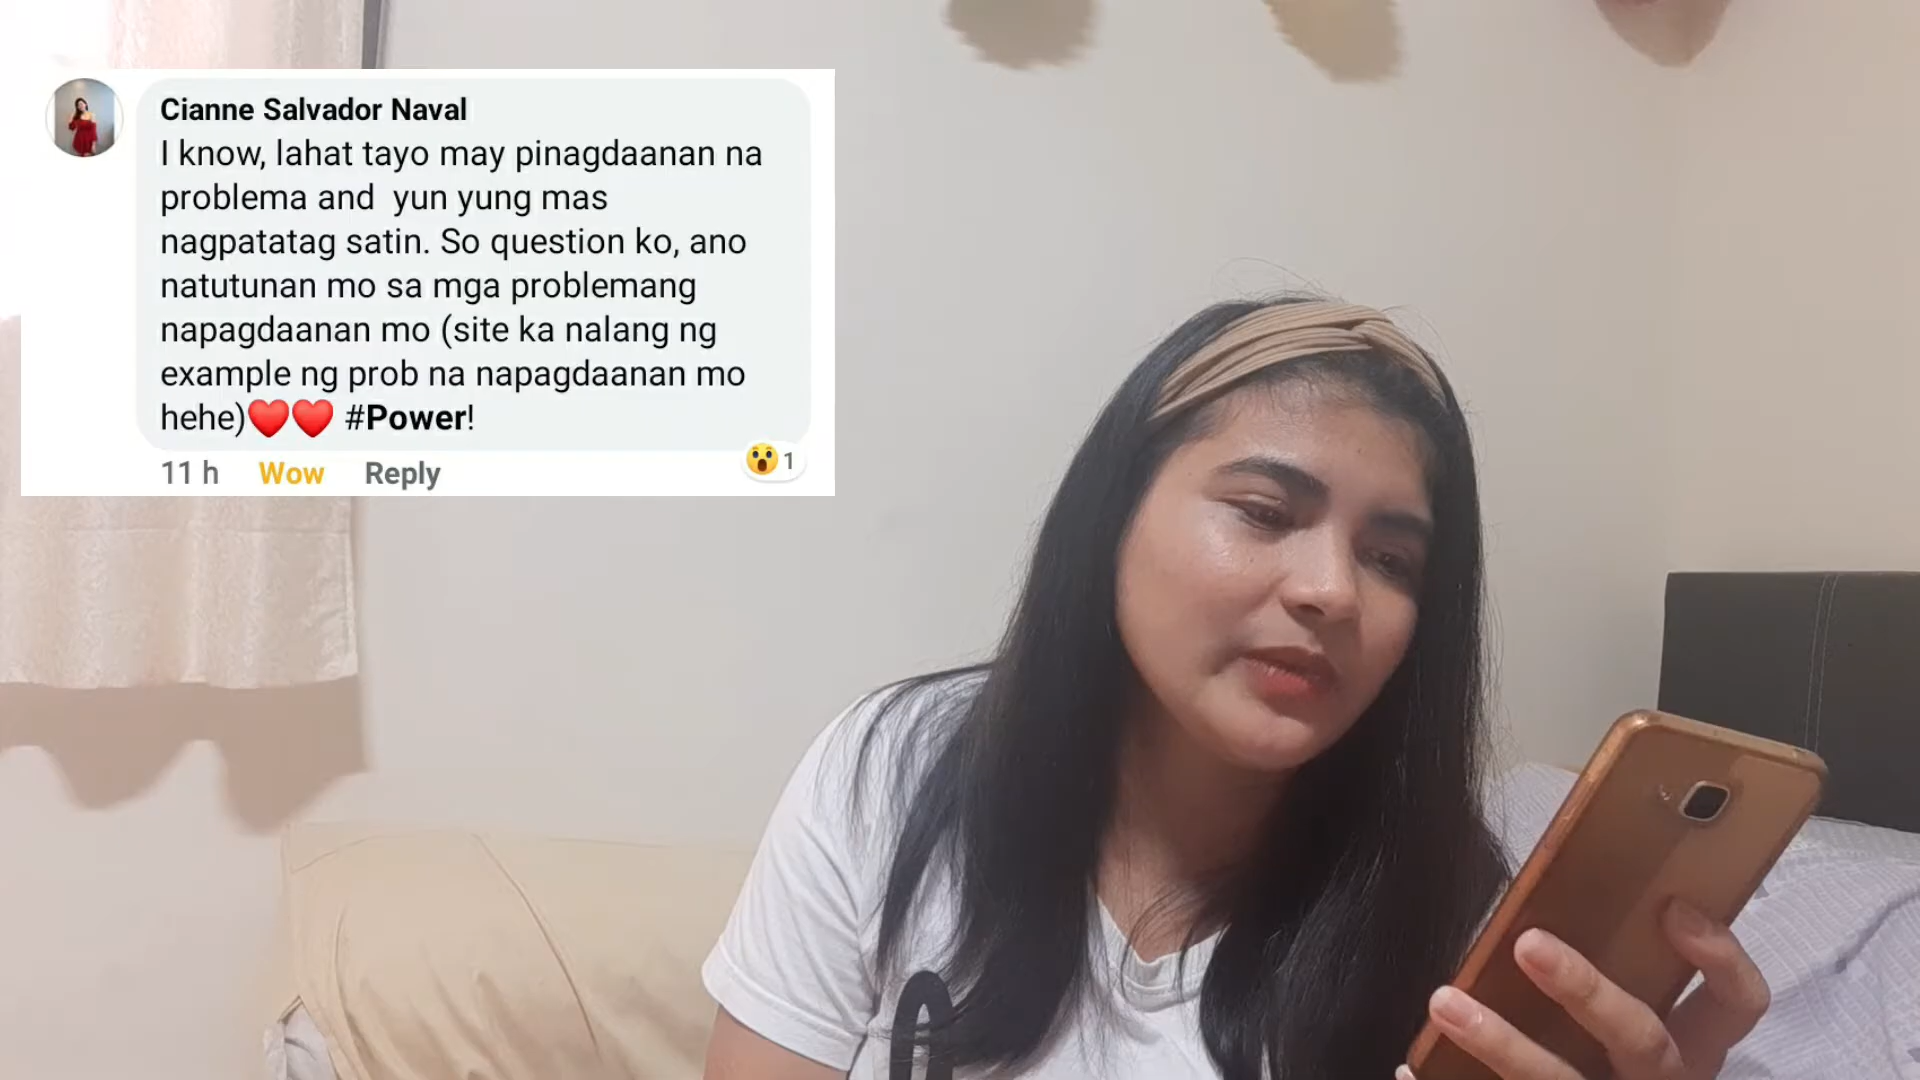 Cianne Salvador Naval
I know, lahat tayo may pinagdaanan na
problema and yun yung mas
nagpatatag satin. So question ko, ano
natutunan mo sa mga problemang
napagdaanan mo (site ka nalang ng
example ng prob na napagdaanan mo
hehe)❤️❤️ #Power!
11 h Wow Reply 😮 1